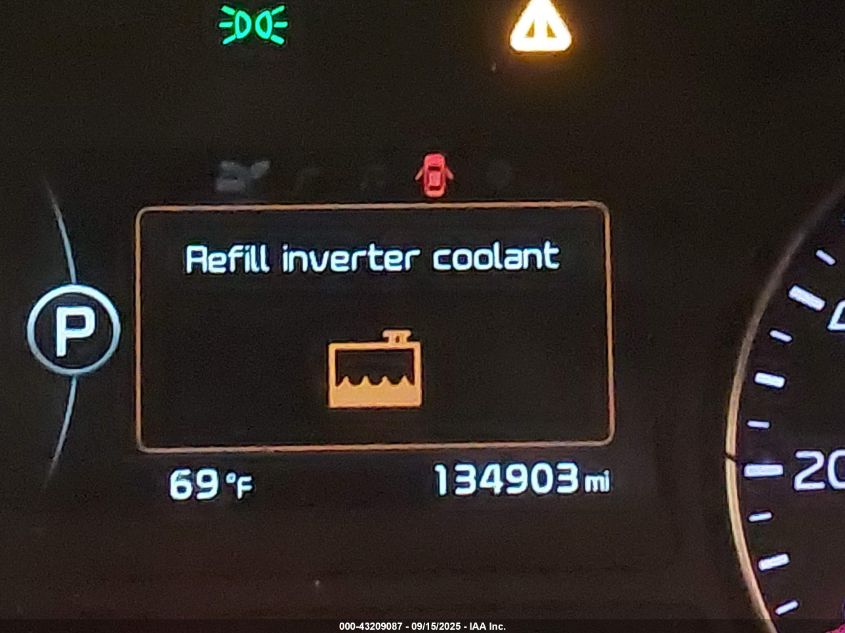 Refill inverter coolant
P
69°F
134903 mi
20
000-43209087 - 09/15/2025 - IAA Inc.